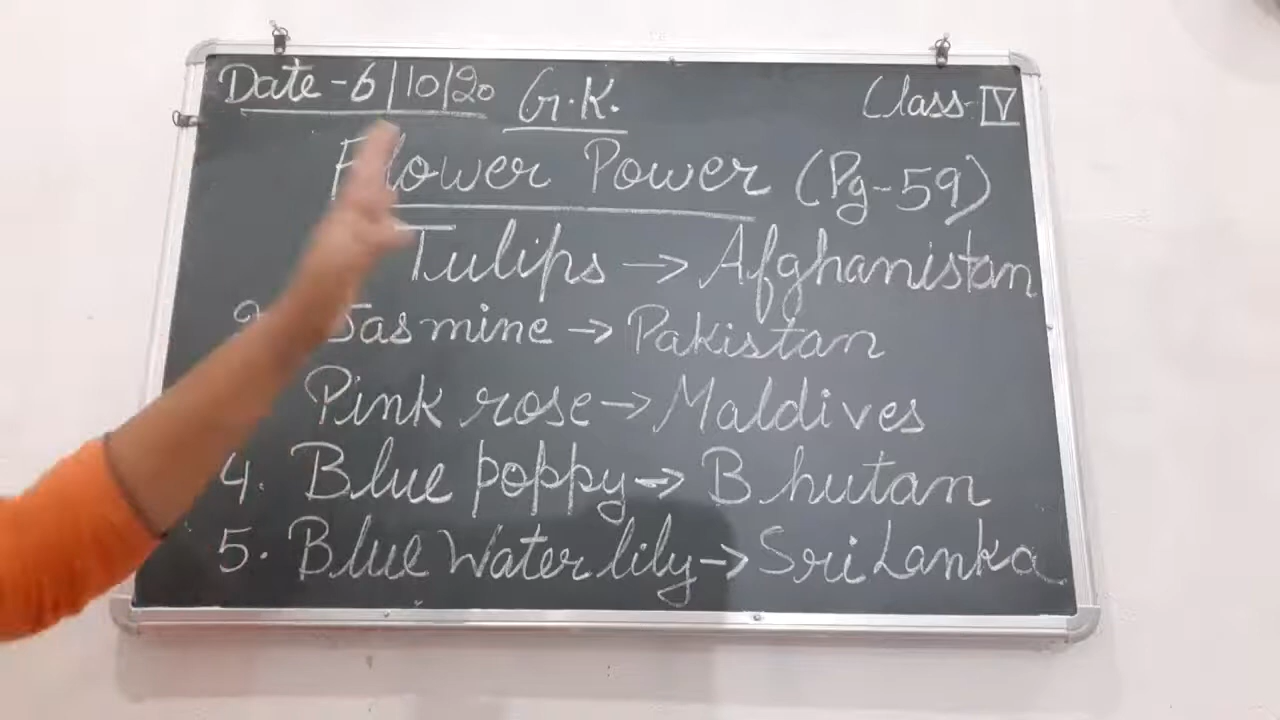 Date - 6/10/20 G.K. Class - V
Flower Power (Pg-59)
Tulips → Afghanistan
2. Jasmine → Pakistan
Pink rose → Maldives
4. Blue poppy → Bhutan
5. Blue Water lily → Sri Lanka